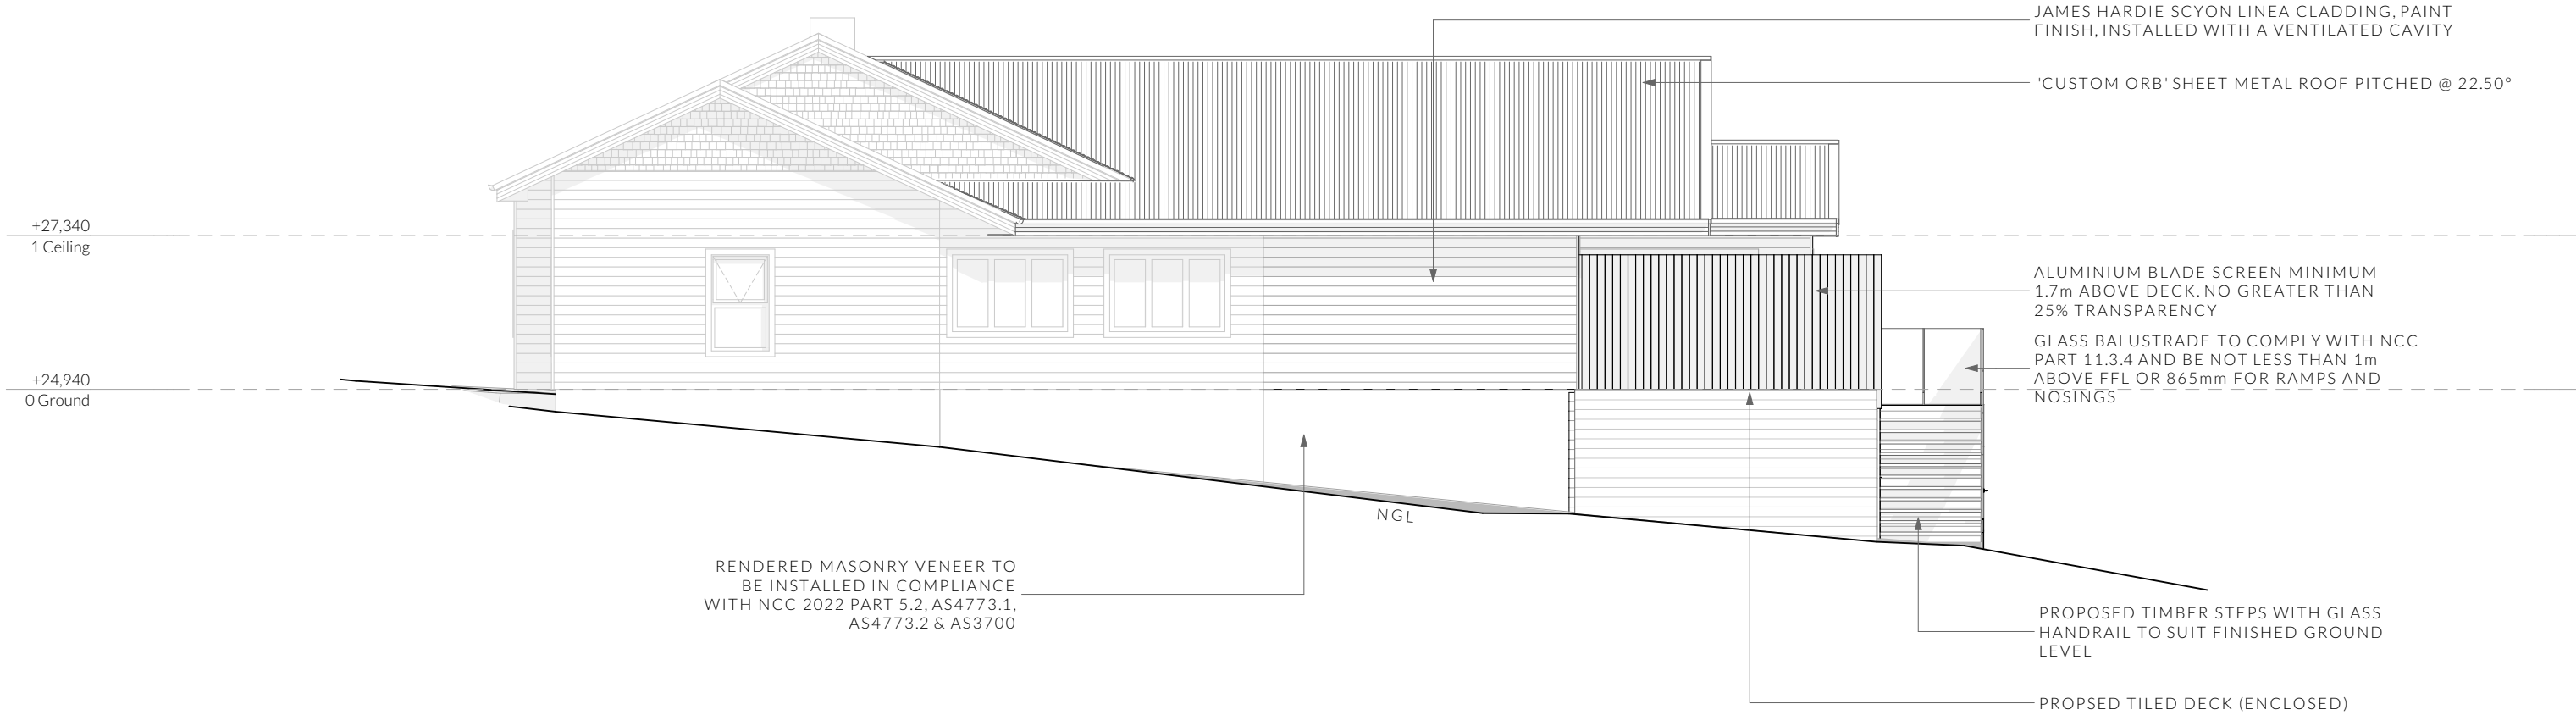 JAMES HARDIE SCYON LINEA CLADDING, PAINT
FINISH, INSTALLED WITH A VENTILATED CAVITY
'CUSTOM ORB' SHEET METAL ROOF PITCHED @ 22.50°
+27,340
1 Ceiling
ALUMINIUM BLADE SCREEN MINIMUM
1.7m ABOVE DECK. NO GREATER THAN
25% TRANSPARENCY
GLASS BALUSTRADE TO COMPLY WITH NCC
PART 11.3.4 AND BE NOT LESS THAN 1m
ABOVE FFL OR 865mm FOR RAMPS AND
NOSINGS
+24,940
0 Ground
NGL
RENDERED MASONRY VENEER TO
BE INSTALLED IN COMPLIANCE
WITH NCC 2022 PART 5.2, AS4773.1,
AS4773.2 & AS3700
PROPOSED TIMBER STEPS WITH GLASS
HANDRAIL TO SUIT FINISHED GROUND
LEVEL
PROPSED TILED DECK (ENCLOSED)